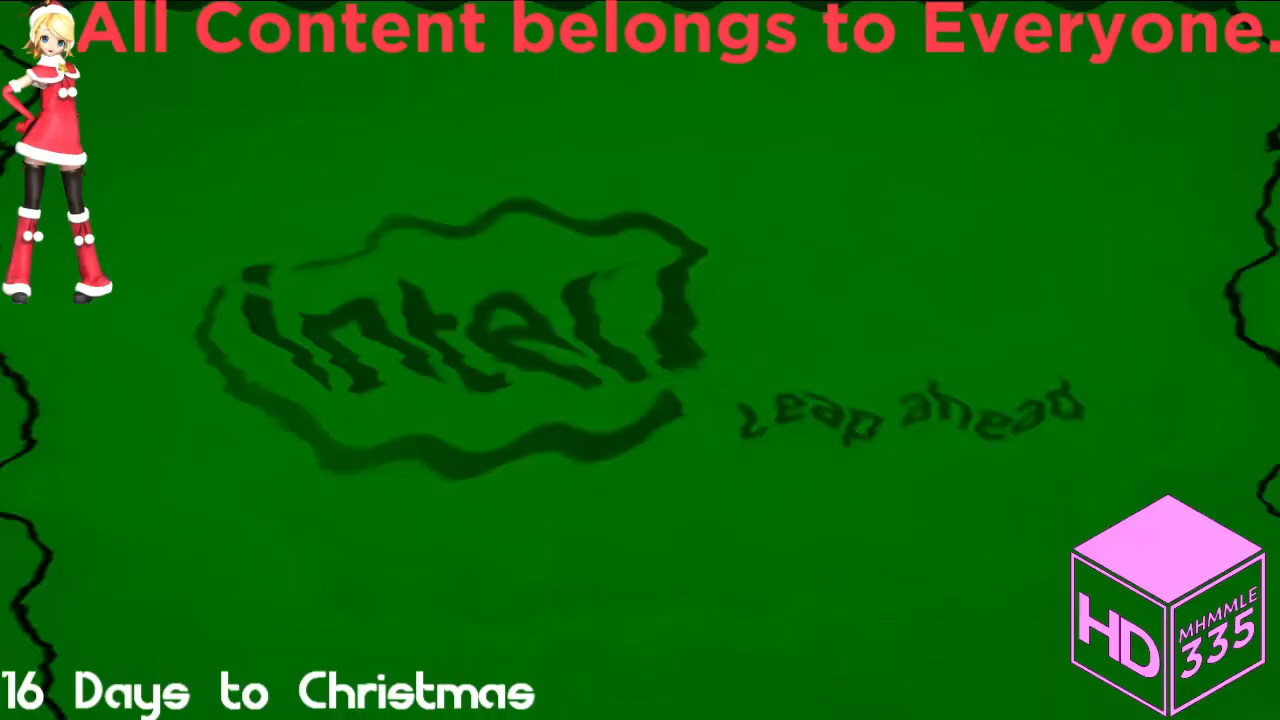 All Content belongs to Everyone.
intel
Leap ahead
HD
MHMMLE
335
16 Days to Christmas